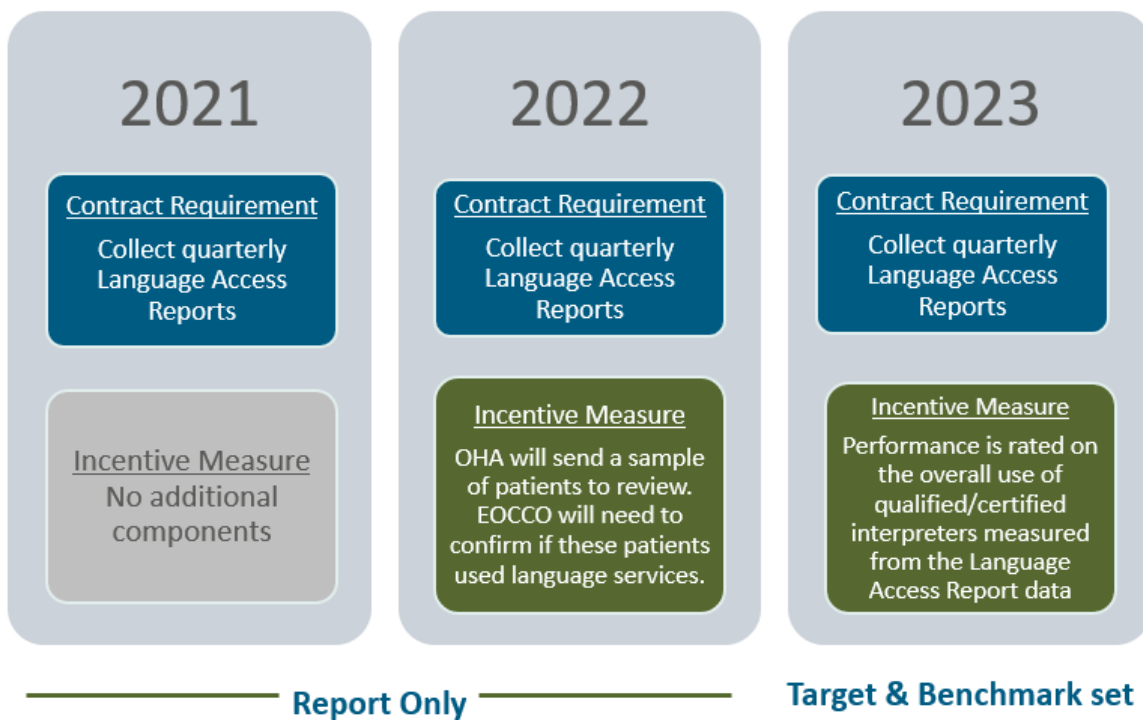 2021
Contract Requirement
Collect quarterly
Language Access
Reports
Incentive Measure
No additional
components
2022
Contract Requirement
Collect quarterly
Language Access
Reports
Incentive Measure
OHA will send a sample
of patients to review.
EOCCO will need to
confirm if these patients
used language services.
2023
Contract Requirement
Collect quarterly
Language Access
Reports
Incentive Measure
Performance is rated on
the overall use of
qualified/certified
interpreters measured
from the Language
Access Report data
Report Only
Target & Benchmark set